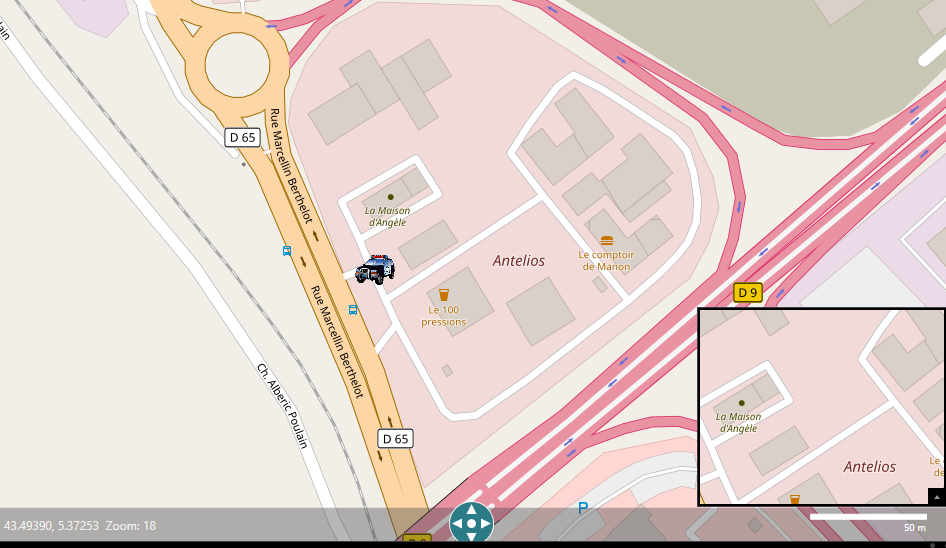 ain
D 65
Rue Marcellin Berthelot
La Maison
d'Angèle
Antelios
Le comptoir
de Manon
Le 100
pressions
D 9
Rue Marcellin Berthelot
Ch. Alberic Poulain
D 65
P
La Maison
d'Angèle
Antelios
Le
de
43.49390, 5.37253 Zoom: 18
50 m